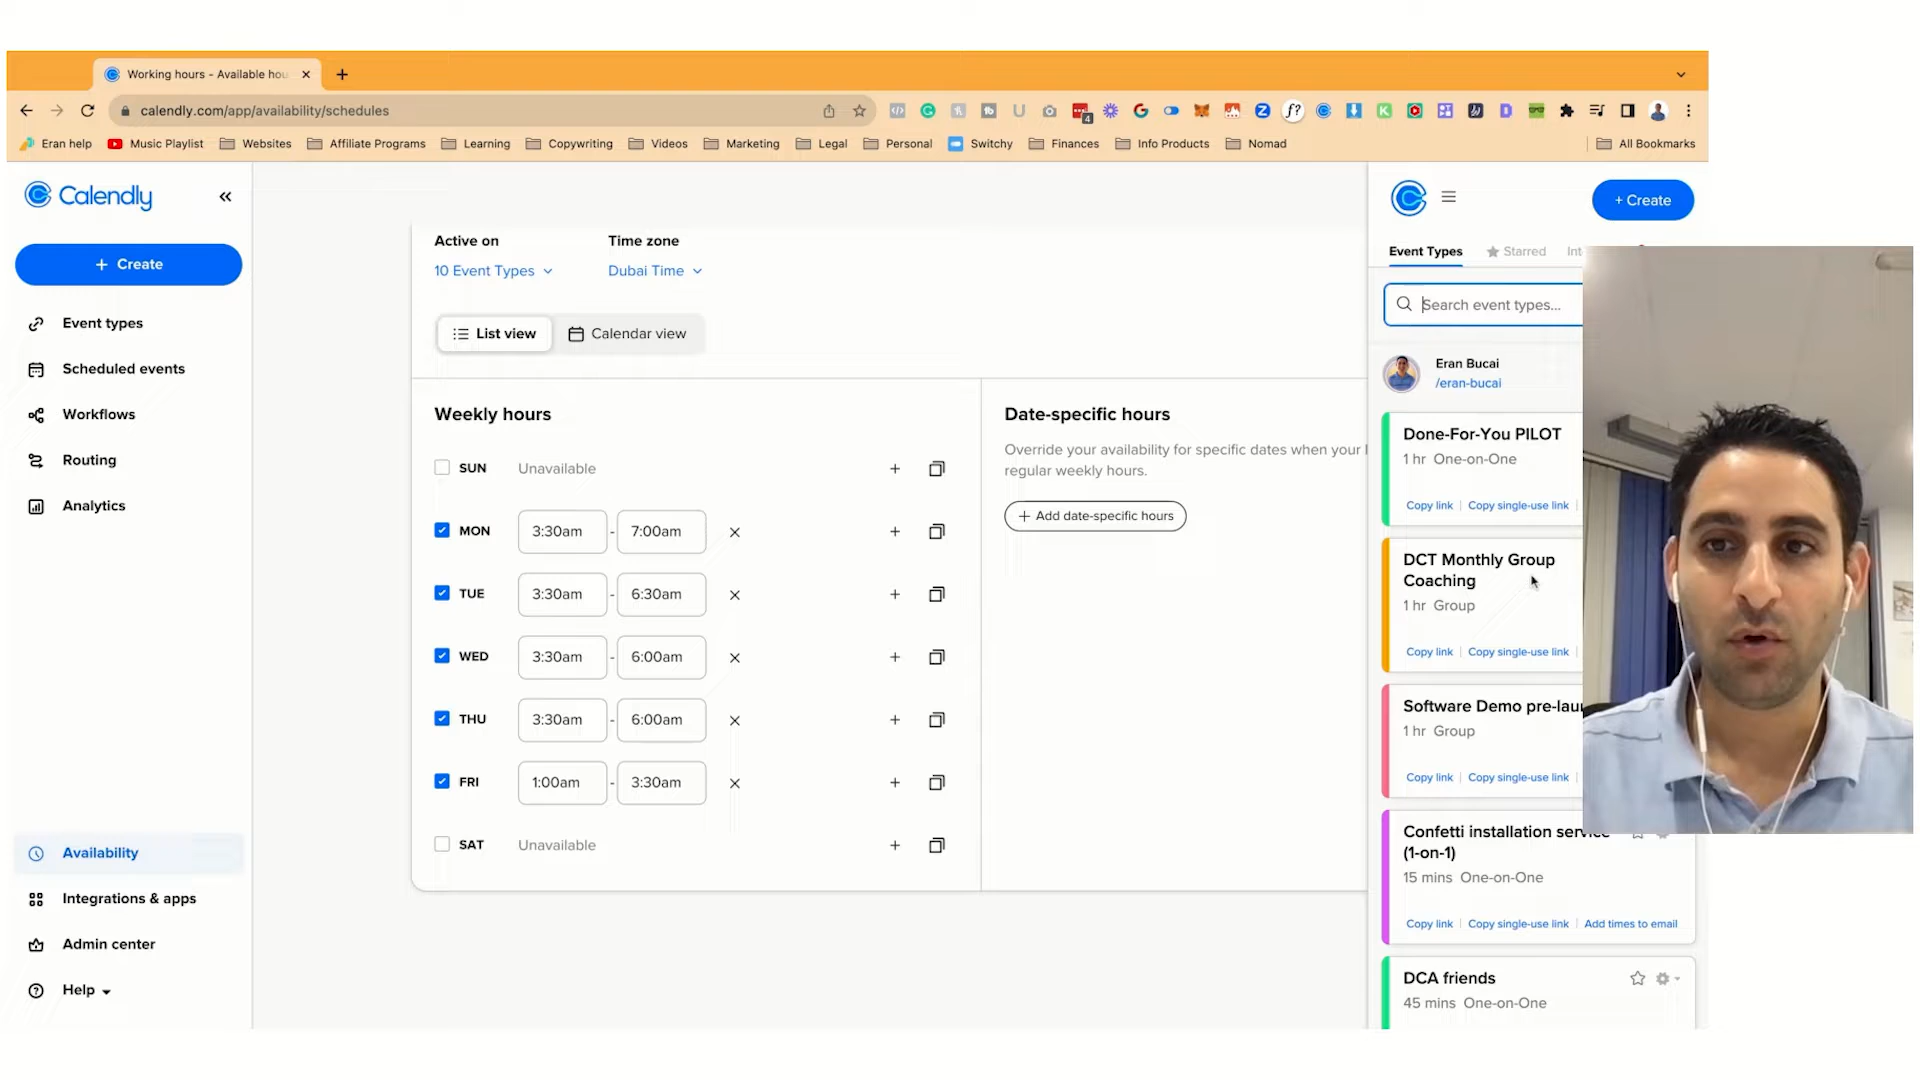 Working hours - Available hou
calendly.com/app/availability/schedules
4
f?
Eran help
Music Playlist
Websites
Affiliate Programs
Learning
Copywriting
Videos
Marketing
Legal
Personal
Switchy
Finances
Info Products
Nomad
All Bookmarks
Calendly
+ Create
Event types
Scheduled events
Workflows
Routing
Analytics
Availability
Integrations & apps
Admin center
Help
Active on
10 Event Types
Time zone
Dubai Time
List view
Calendar view
Weekly hours
SUN Unavailable
MON 3:30am - 7:00am
TUE 3:30am - 6:30am
WED 3:30am - 6:00am
THU 3:30am - 6:00am
FRI 1:00am - 3:30am
SAT Unavailable
Date-specific hours
Override your availability for specific dates when your
regular weekly hours.
+ Add date-specific hours
+ Create
Event Types
Starred
Int
Search event types...
Eran Bucai
/eran-bucai
Done-For-You PILOT
1 hr One-on-One
Copy link
Copy single-use link
DCT Monthly Group
Coaching
1 hr Group
Copy link
Copy single-use link
Software Demo pre-lau
1 hr Group
Copy link
Copy single-use link
Confetti installation service
(1-on-1)
15 mins One-on-One
Copy link
Copy single-use link
Add times to email
DCA friends
45 mins One-on-One